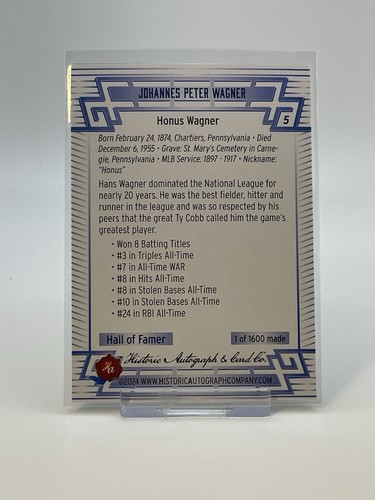 JOHANNES PETER WAGNER
Honus Wagner
5
Born February 24, 1874, Chartiers, Pennsylvania • Died
December 6, 1955 • Grave: St. Mary's Cemetery in Carne-
gie, Pennsylvania • MLB Service: 1897 - 1917 • Nickname:
"Honus"
Hans Wagner dominated the National League for
nearly 20 years. He was the best fielder, hitter and
runner in the league and was so respected by his
peers that the great Ty Cobb called him the game's
greatest player.
• Won 8 Batting Titles
• #3 in Triples All-Time
• #7 in All-Time WAR
• #8 in Hits All-Time
• #8 in Stolen Bases All-Time
• #10 in Stolen Bases All-Time
• #24 in RBI All-Time
Hall of Famer
1 of 1600 made
Ha
Historic Autograph & Card Co.
©2024 WWW.HISTORICAUTOGRAPHCOMPANY.COM